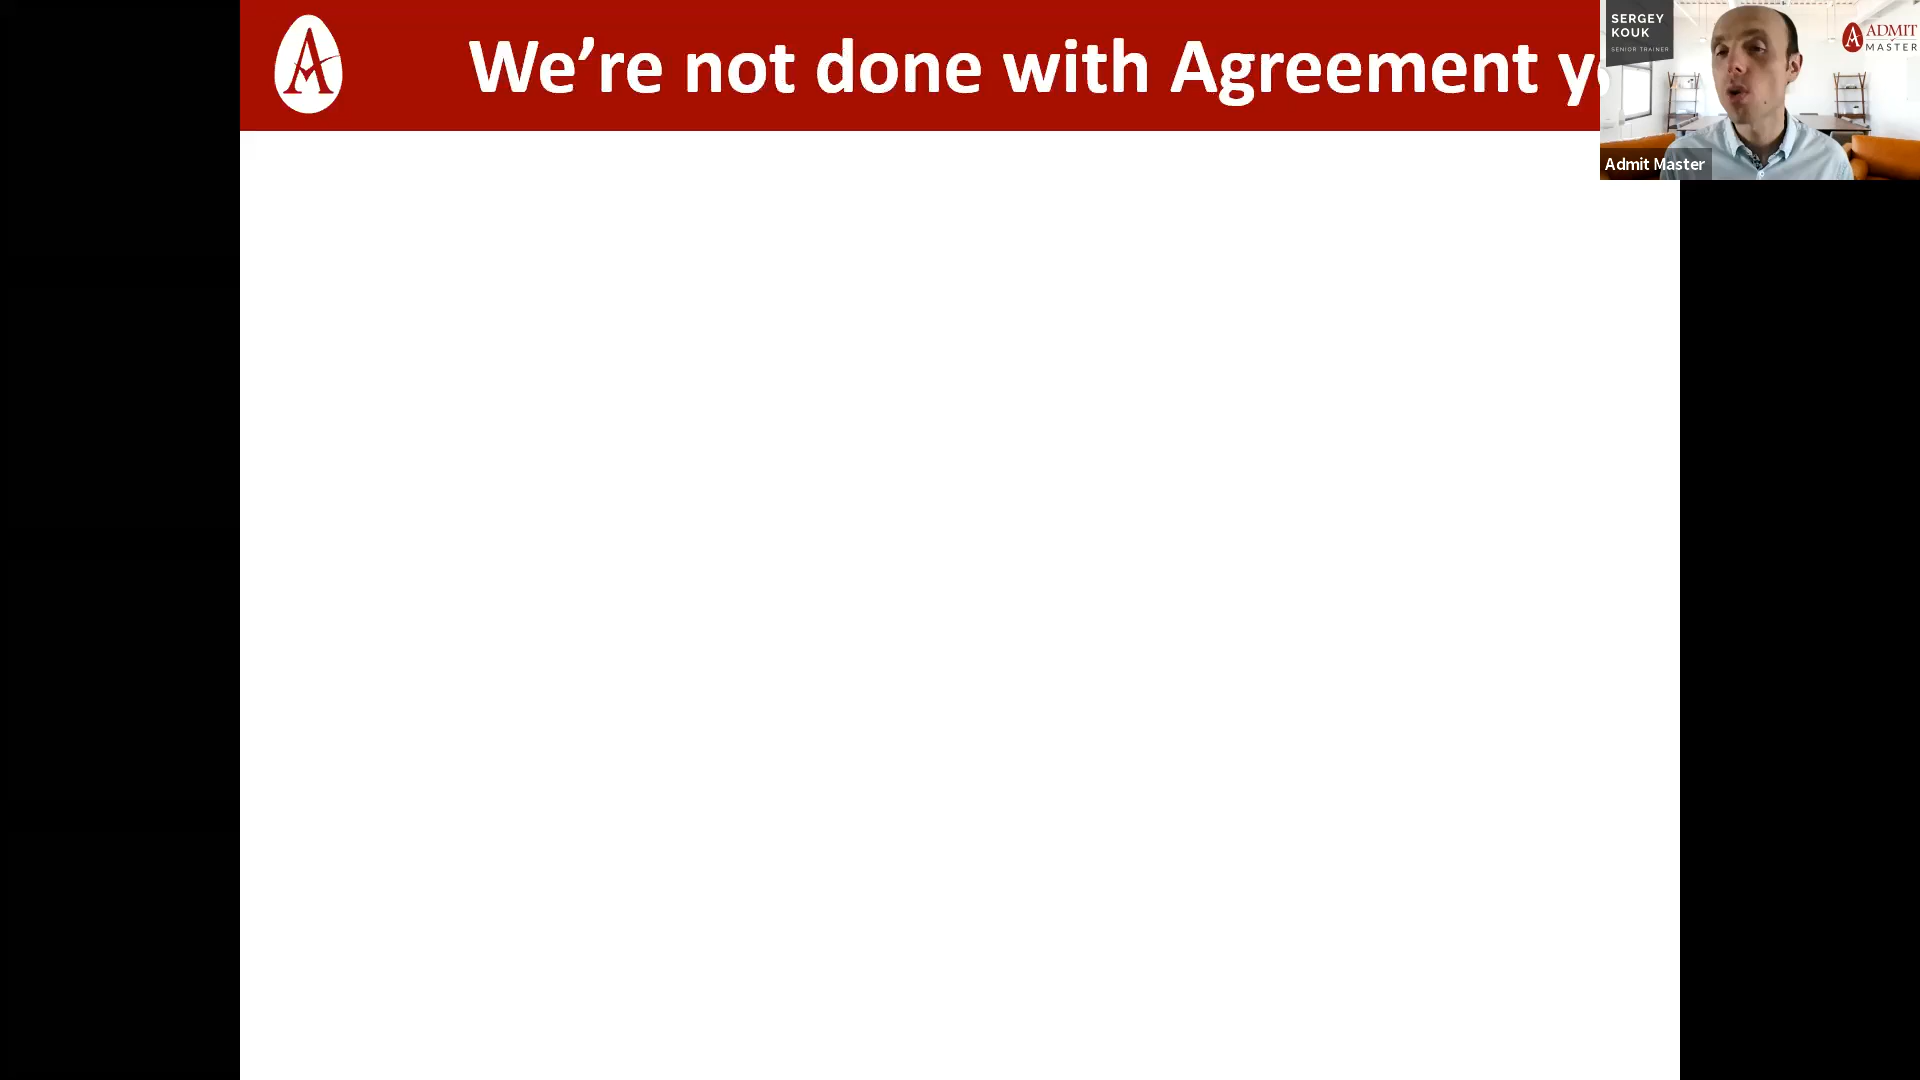 We're not done with Agreement
SERGEY
KOUK
SENIOR TRAINER
ADMIT
MASTER
Admit Master